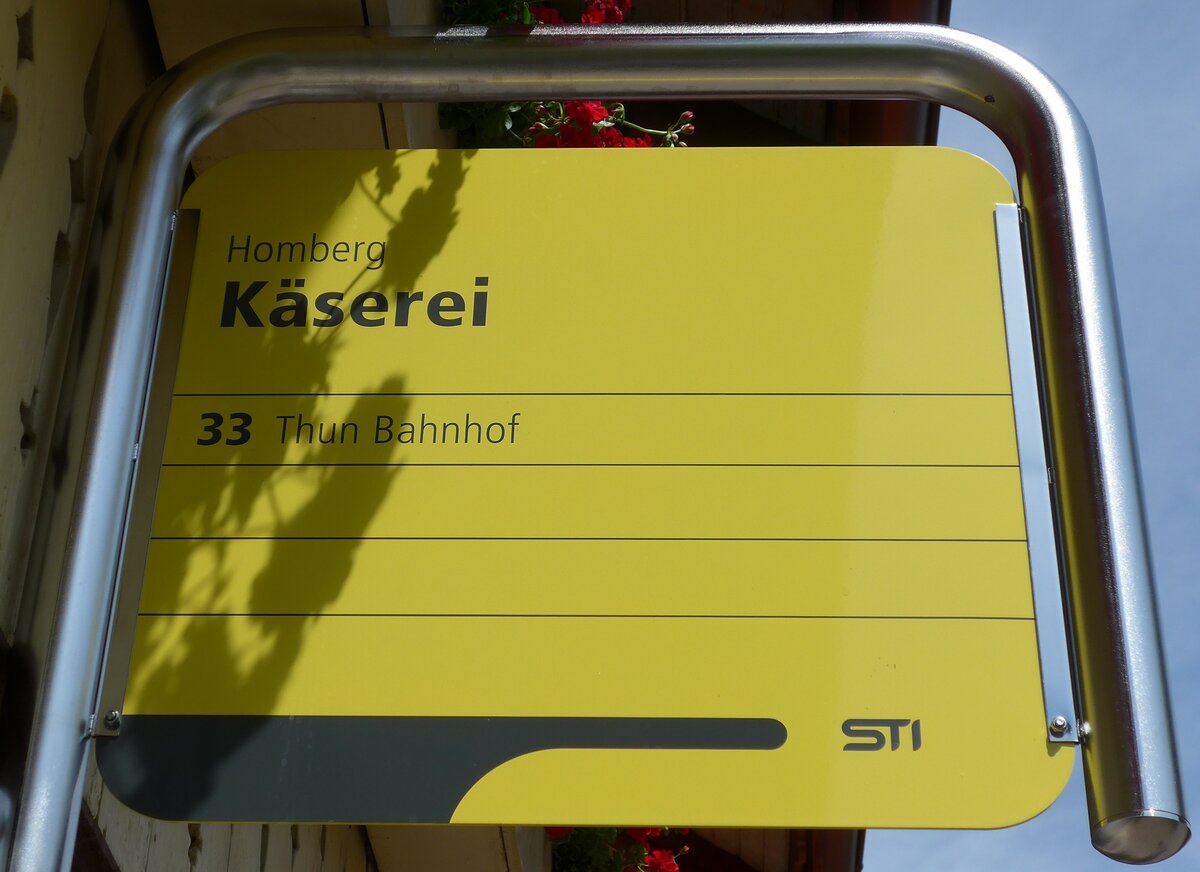 Homberg
Käserei
33 Thun Bahnhof
STI